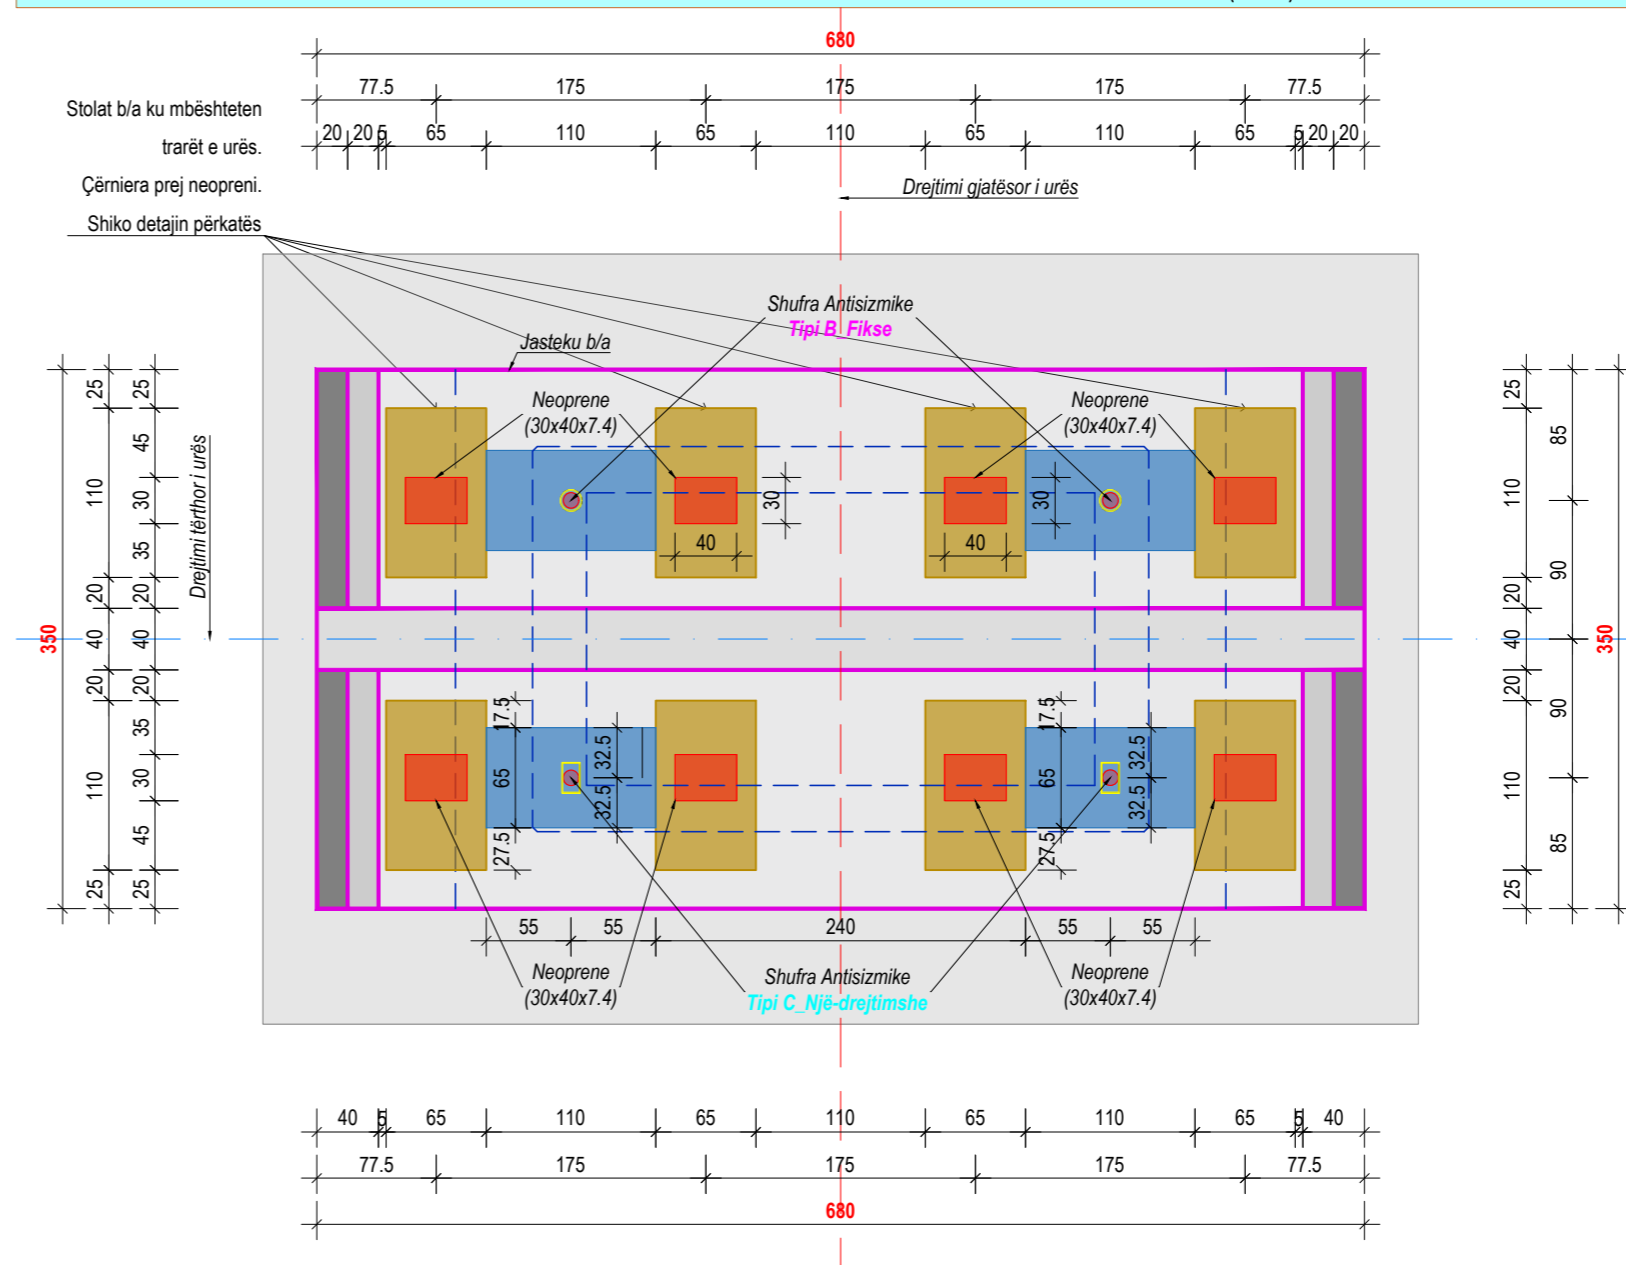 680
77.5 175 175 175 77.5
20 20 5 65 110 65 110 65 110 65 5 20 20
Stolat b/a ku mbështeten
trarët e urës.
Çërniera prej neopreni.
Shiko detajin përkatës
Drejtimi gjatësor i urës
Shufra Antisizmike
Tipi B_Fikse
Jasteku b/a
Neoprene
(30x40x7.4)
Neoprene
(30x40x7.4)
30
40
30
40
Drejtimi tërthor i urës
350
25 110 20 40 20 110 25
25 45 30 35 20 40 20 35 30 45 25
25 110 20 40 20 110 25
85 90 90 85
350
17.5 65 27.5
32.5 32.5
17.5 65 27.5
32.5 32.5
55 55 240 55 55
Neoprene
(30x40x7.4)
Shufra Antisizmike
Tipi C_Një-drejtimshe
Neoprene
(30x40x7.4)
40 5 65 110 65 110 65 110 65 5 40
77.5 175 175 175 77.5
680